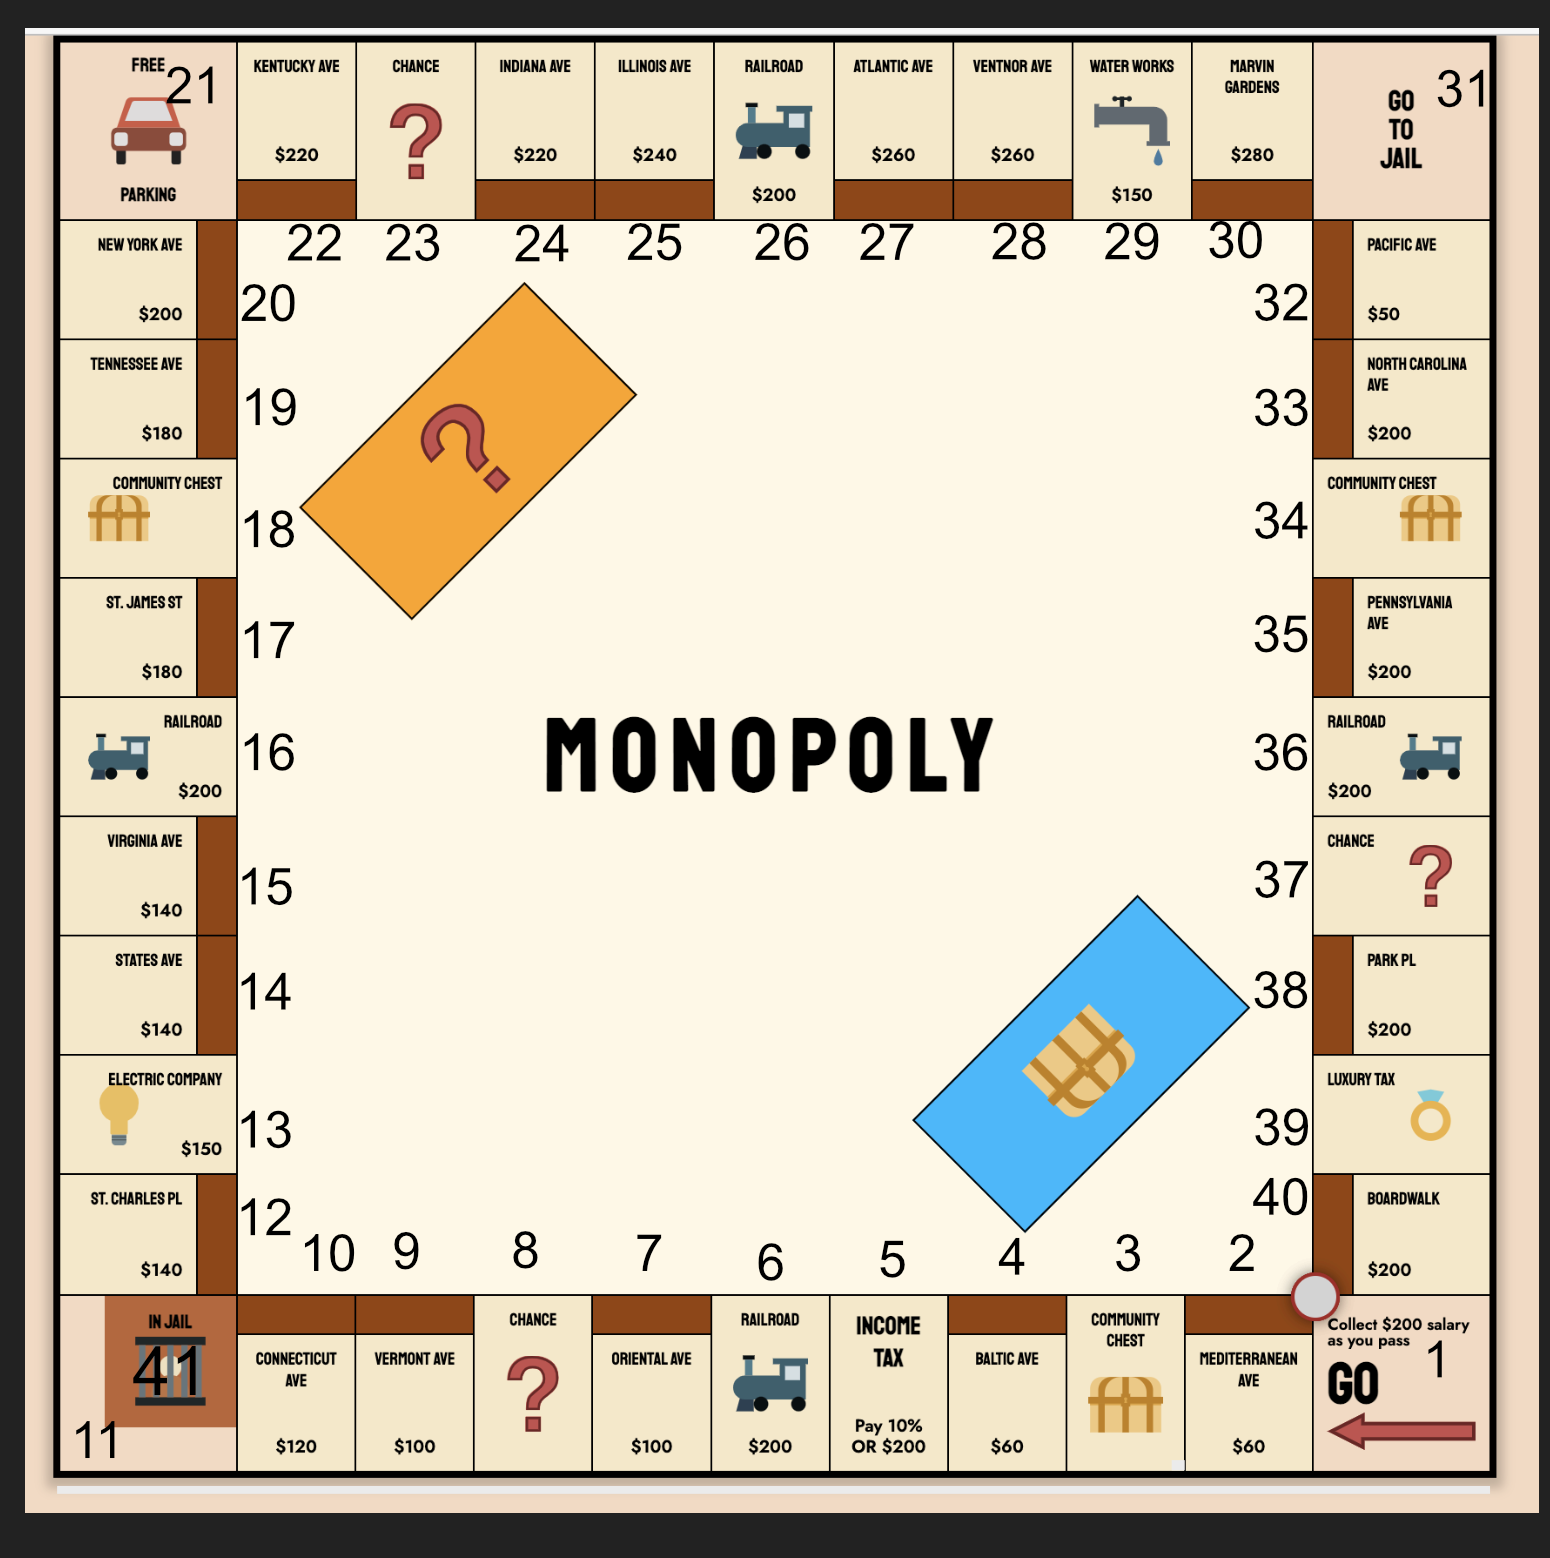 FREE
21
PARKING
KENTUCKY AVE
$220
CHANCE
?
INDIANA AVE
$220
ILLINOIS AVE
$240
RAILROAD
$200
ATLANTIC AVE
$260
VENTNOR AVE
$260
WATER WORKS
$150
MARVIN
GARDENS
$280
GO
TO
JAIL
31
22 23 24 25 26 27 28 29 30
NEW YORK AVE
$200
20
TENNESSEE AVE
$180
19
COMMUNITY CHEST
18
ST. JAMES ST
$180
17
RAILROAD
$200
16
VIRGINIA AVE
$140
15
STATES AVE
$140
14
ELECTRIC COMPANY
$150
13
ST. CHARLES PL
$140
12
?
MONOPOLY
32
PACIFIC AVE
$50
33
NORTH CAROLINA
AVE
$200
34
COMMUNITY CHEST
35
PENNSYLVANIA
AVE
$200
36
RAILROAD
$200
37
CHANCE
?
38
PARK PL
$200
39
LUXURY TAX
40
BOARDWALK
$200
10 9 8 7 6 5 4 3 2
IN JAIL
41
11
CONNECTICUT
AVE
$120
VERMONT AVE
$100
CHANCE
?
ORIENTAL AVE
$100
RAILROAD
$200
INCOME
TAX
Pay 10%
OR $200
BALTIC AVE
$60
COMMUNITY
CHEST
MEDITERRANEAN
AVE
$60
Collect $200 salary
as you pass
1
GO